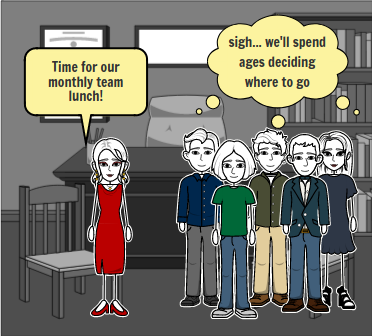 Time for our
monthly team
lunch!
sigh... we'll spend
ages deciding
where to go